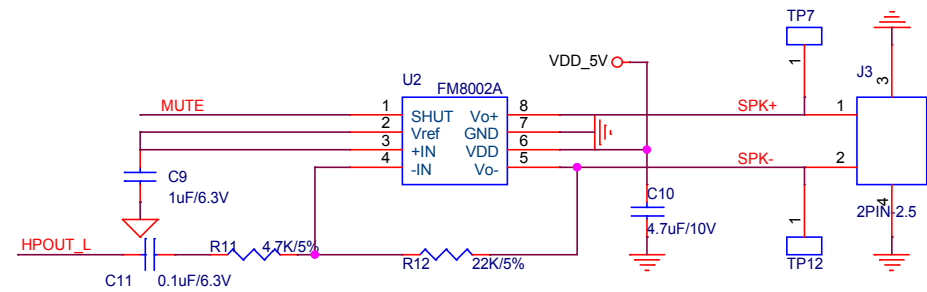 TP7
1
VDD_5V
J3
3
U2
FM8002A
MUTE
1
SHUT
Vo+
8
SPK+
1
2
Vref
GND
7
3
+IN
VDD
6
4
-IN
Vo-
5
SPK-
2
C9
1uF/6.3V
C10
4.7uF/10V
4
2PIN-2.5
1
TP12
HPOUT_L
C11
0.1uF/6.3V
R11
4.7K/5%
R12
22K/5%